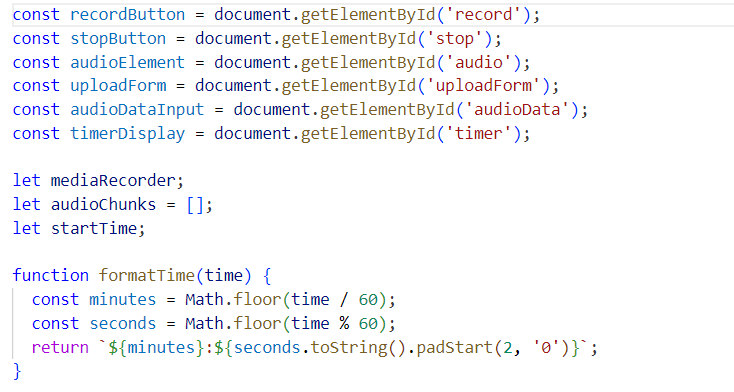 const recordButton = document.getElementById('record');
const stopButton = document.getElementById('stop');
const audioElement = document.getElementById('audio');
const uploadForm = document.getElementById('uploadForm');
const audioDataInput = document.getElementById('audioData');
const timerDisplay = document.getElementById('timer');

let mediaRecorder;
let audioChunks = [];
let startTime;

function formatTime(time) {
  const minutes = Math.floor(time / 60);
  const seconds = Math.floor(time % 60);
  return `${minutes}:${seconds.toString().padStart(2, '0')}`;
}